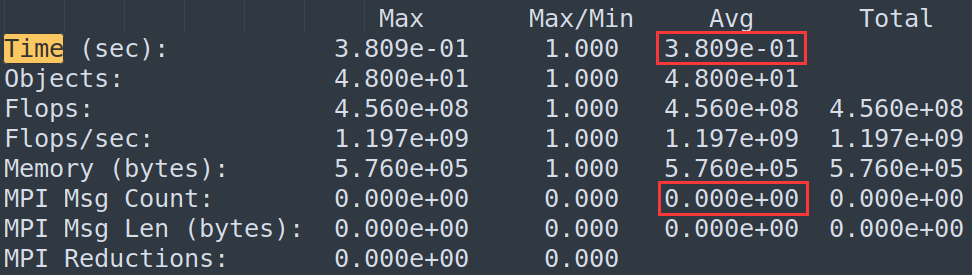 Max Max/Min Avg Total
Time (sec): 3.809e-01 1.000 3.809e-01
Objects: 4.800e+01 1.000 4.800e+01
Flops: 4.560e+08 1.000 4.560e+08 4.560e+08
Flops/sec: 1.197e+09 1.000 1.197e+09 1.197e+09
Memory (bytes): 5.760e+05 1.000 5.760e+05 5.760e+05
MPI Msg Count: 0.000e+00 0.000 0.000e+00 0.000e+00
MPI Msg Len (bytes): 0.000e+00 0.000 0.000e+00 0.000e+00
MPI Reductions: 0.000e+00 0.000